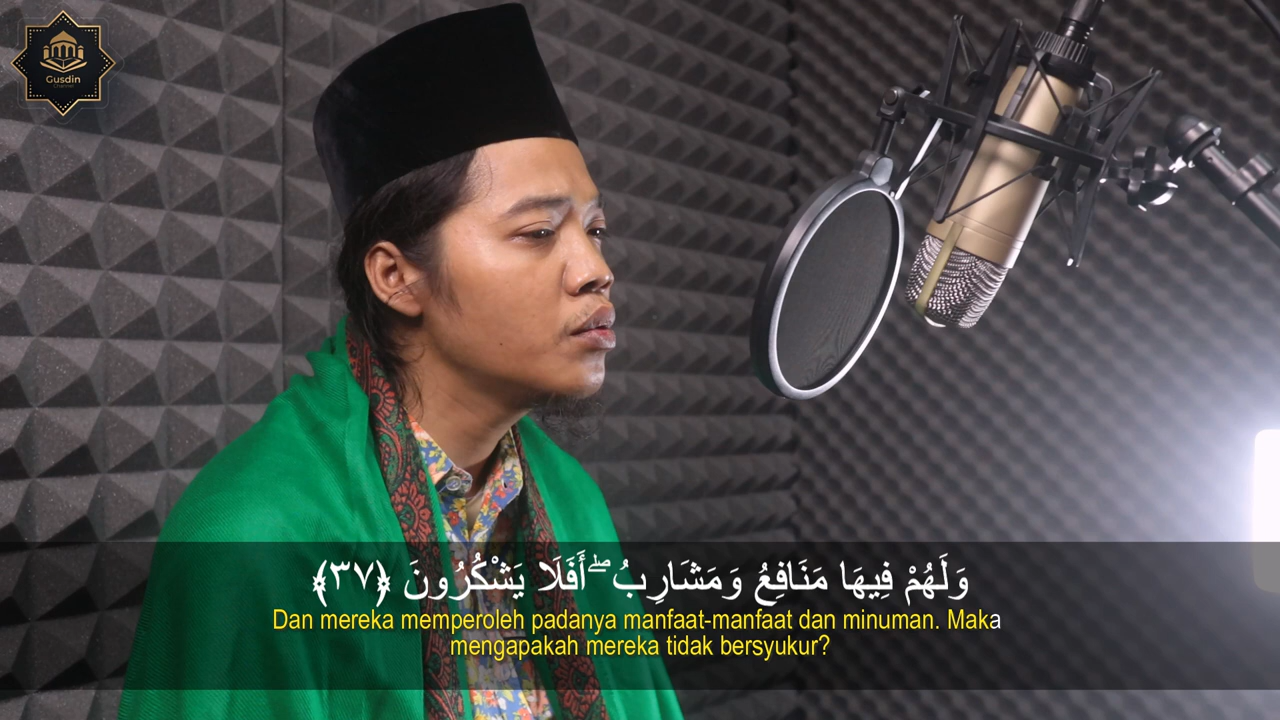 Gusdin
Channel
وَلَهُمْ فِيهَا مَنَافِعُ وَمَشَارِبُ ۖ أَفَلَا يَشْكُرُونَ ﴿٣٧﴾
Dan mereka memperoleh padanya manfaat-manfaat dan minuman. Maka
mengapakah mereka tidak bersyukur?